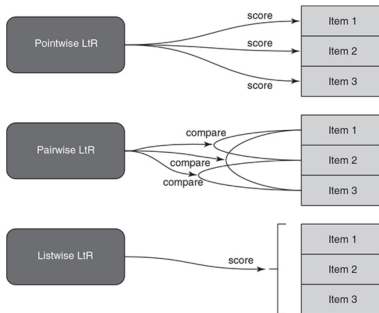 Pointwise LtR
score
score
score
Item 1
Item 2
Item 3
Pairwise LtR
compare
compare
compare
Item 1
Item 2
Item 3
Listwise LtR
score
Item 1
Item 2
Item 3